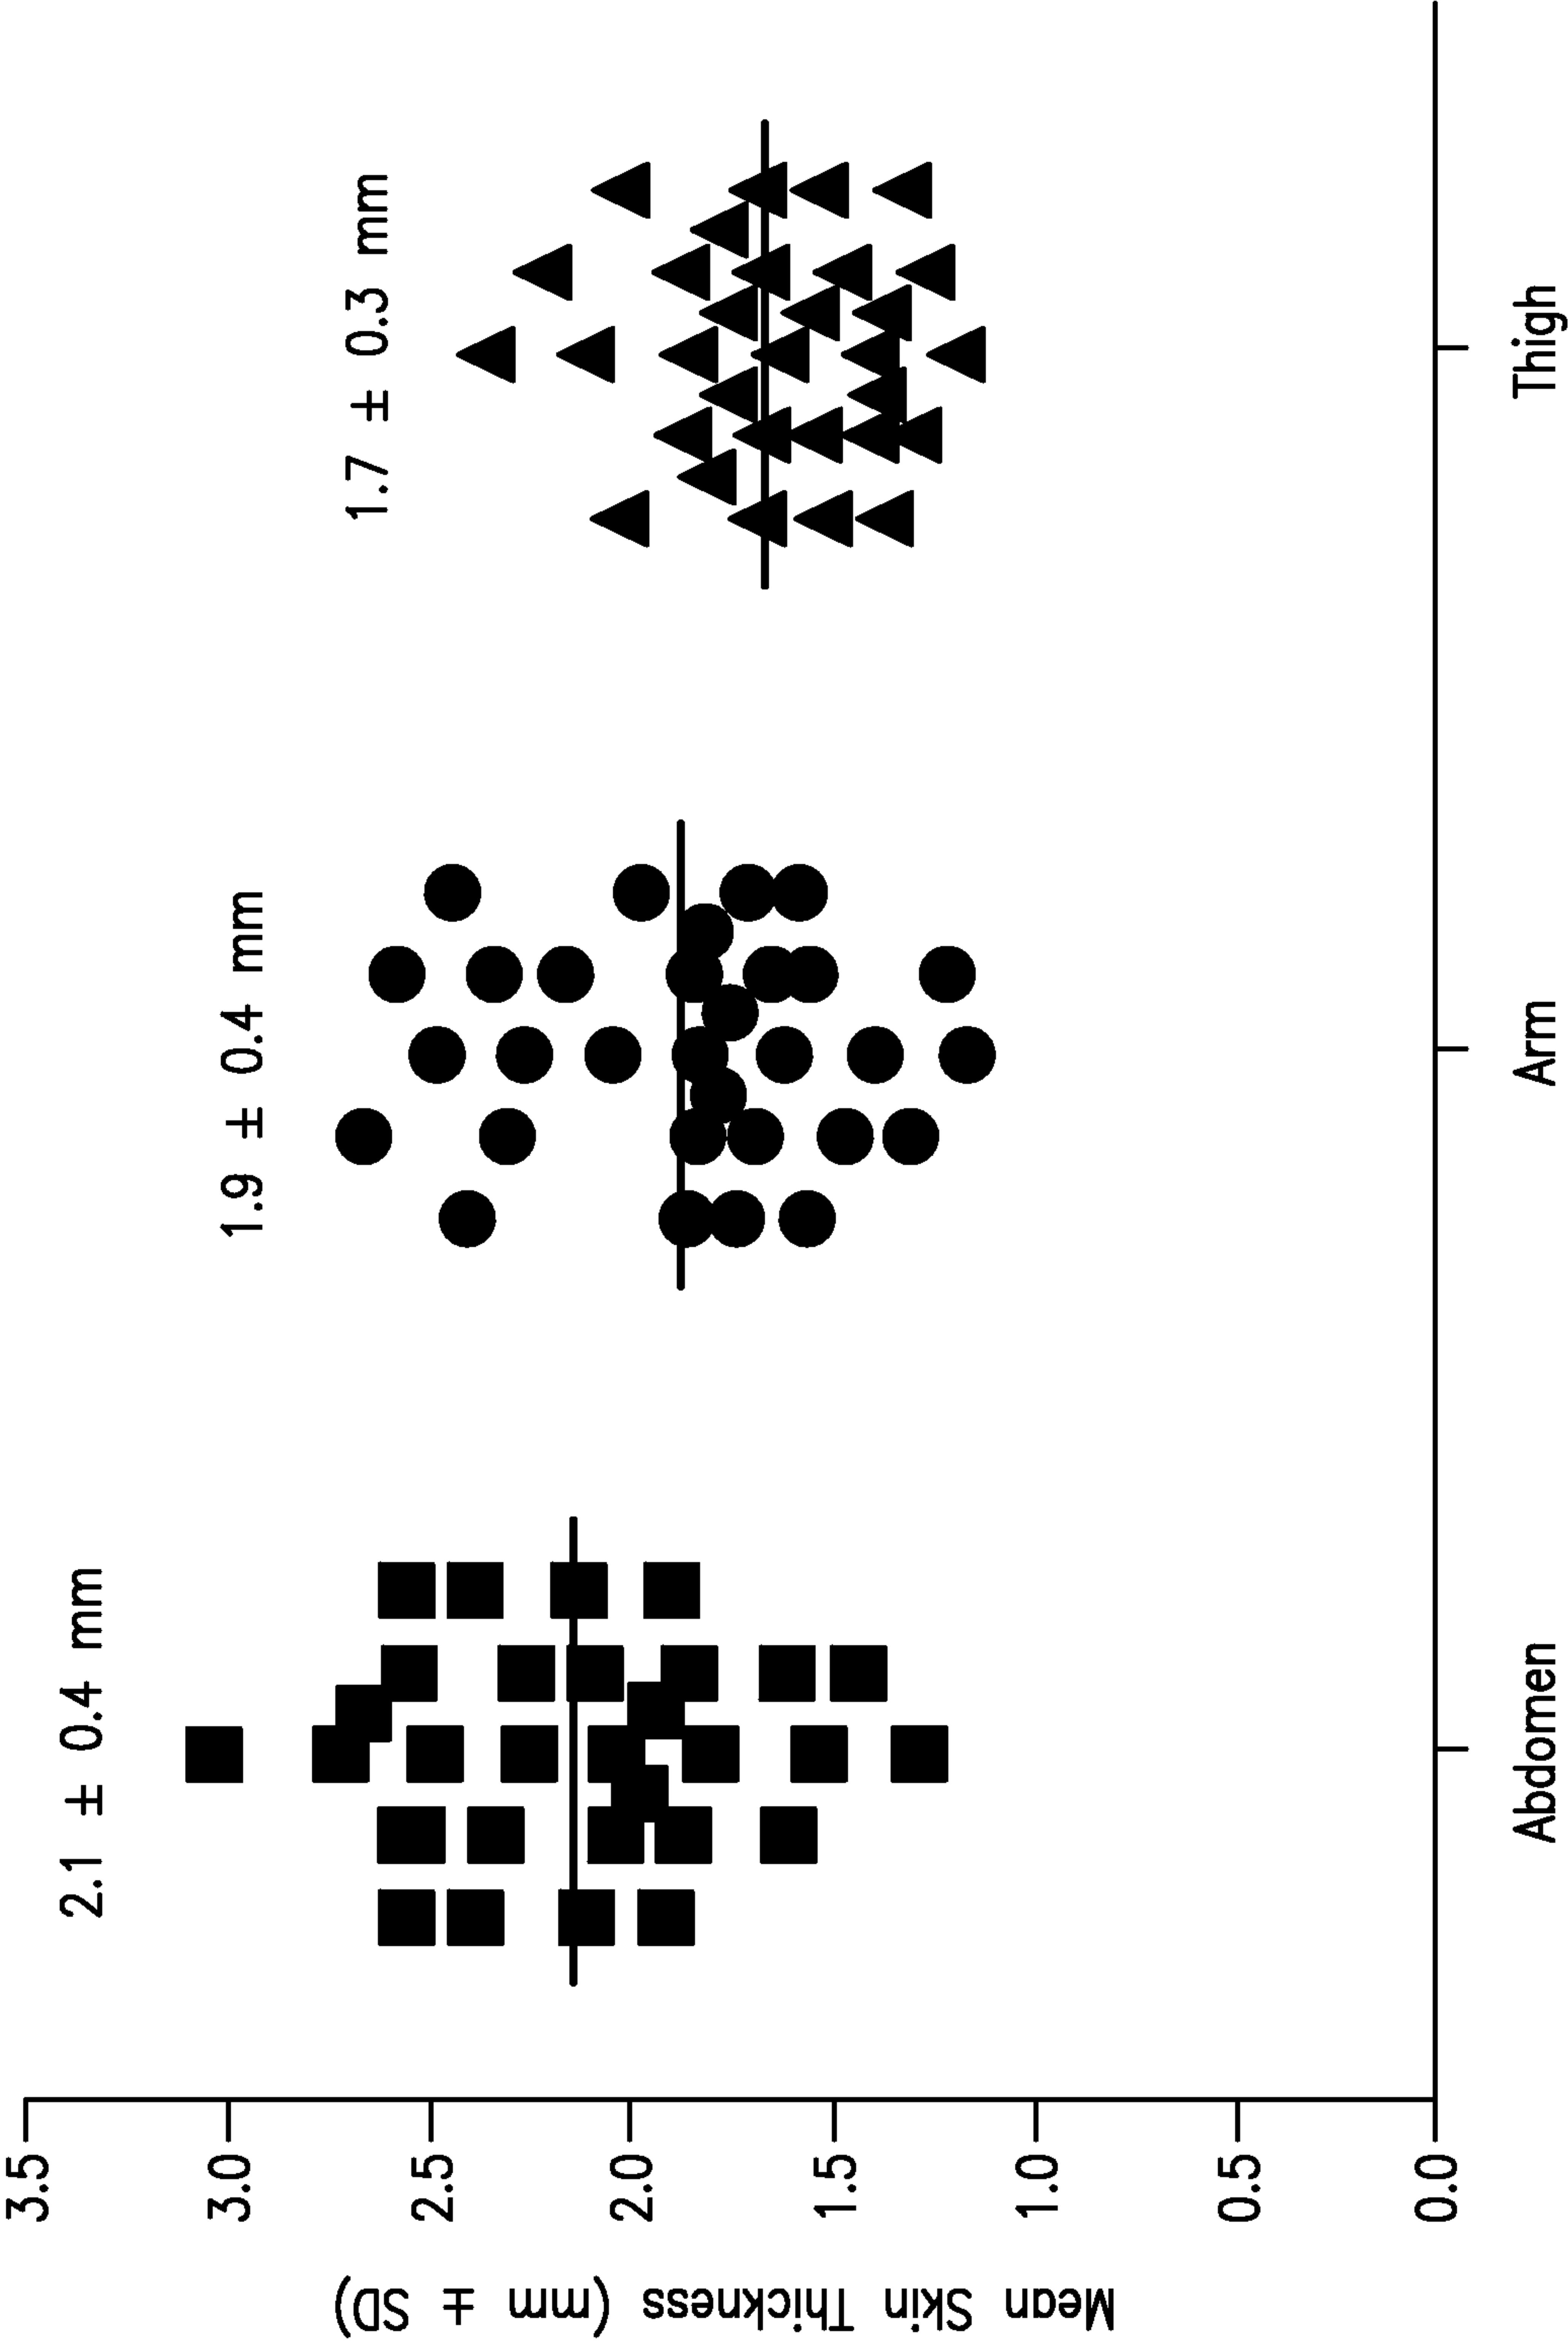 Mean Skin Thickness (mm ± SD)
3.5
3.0
2.5
2.0
1.5
1.0
0.5
0.0
2.1 ± 0.4 mm
1.9 ± 0.4 mm
1.7 ± 0.3 mm
Abdomen
Arm
Thigh